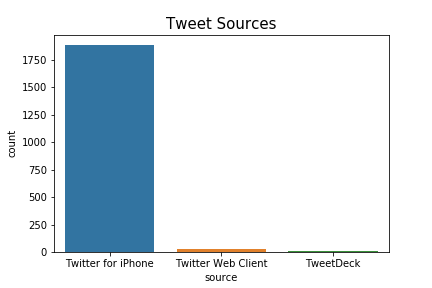 Tweet Sources
1750
1500
1250
1000
750
500
250
0
count
Twitter for iPhone
Twitter Web Client
TweetDeck
source